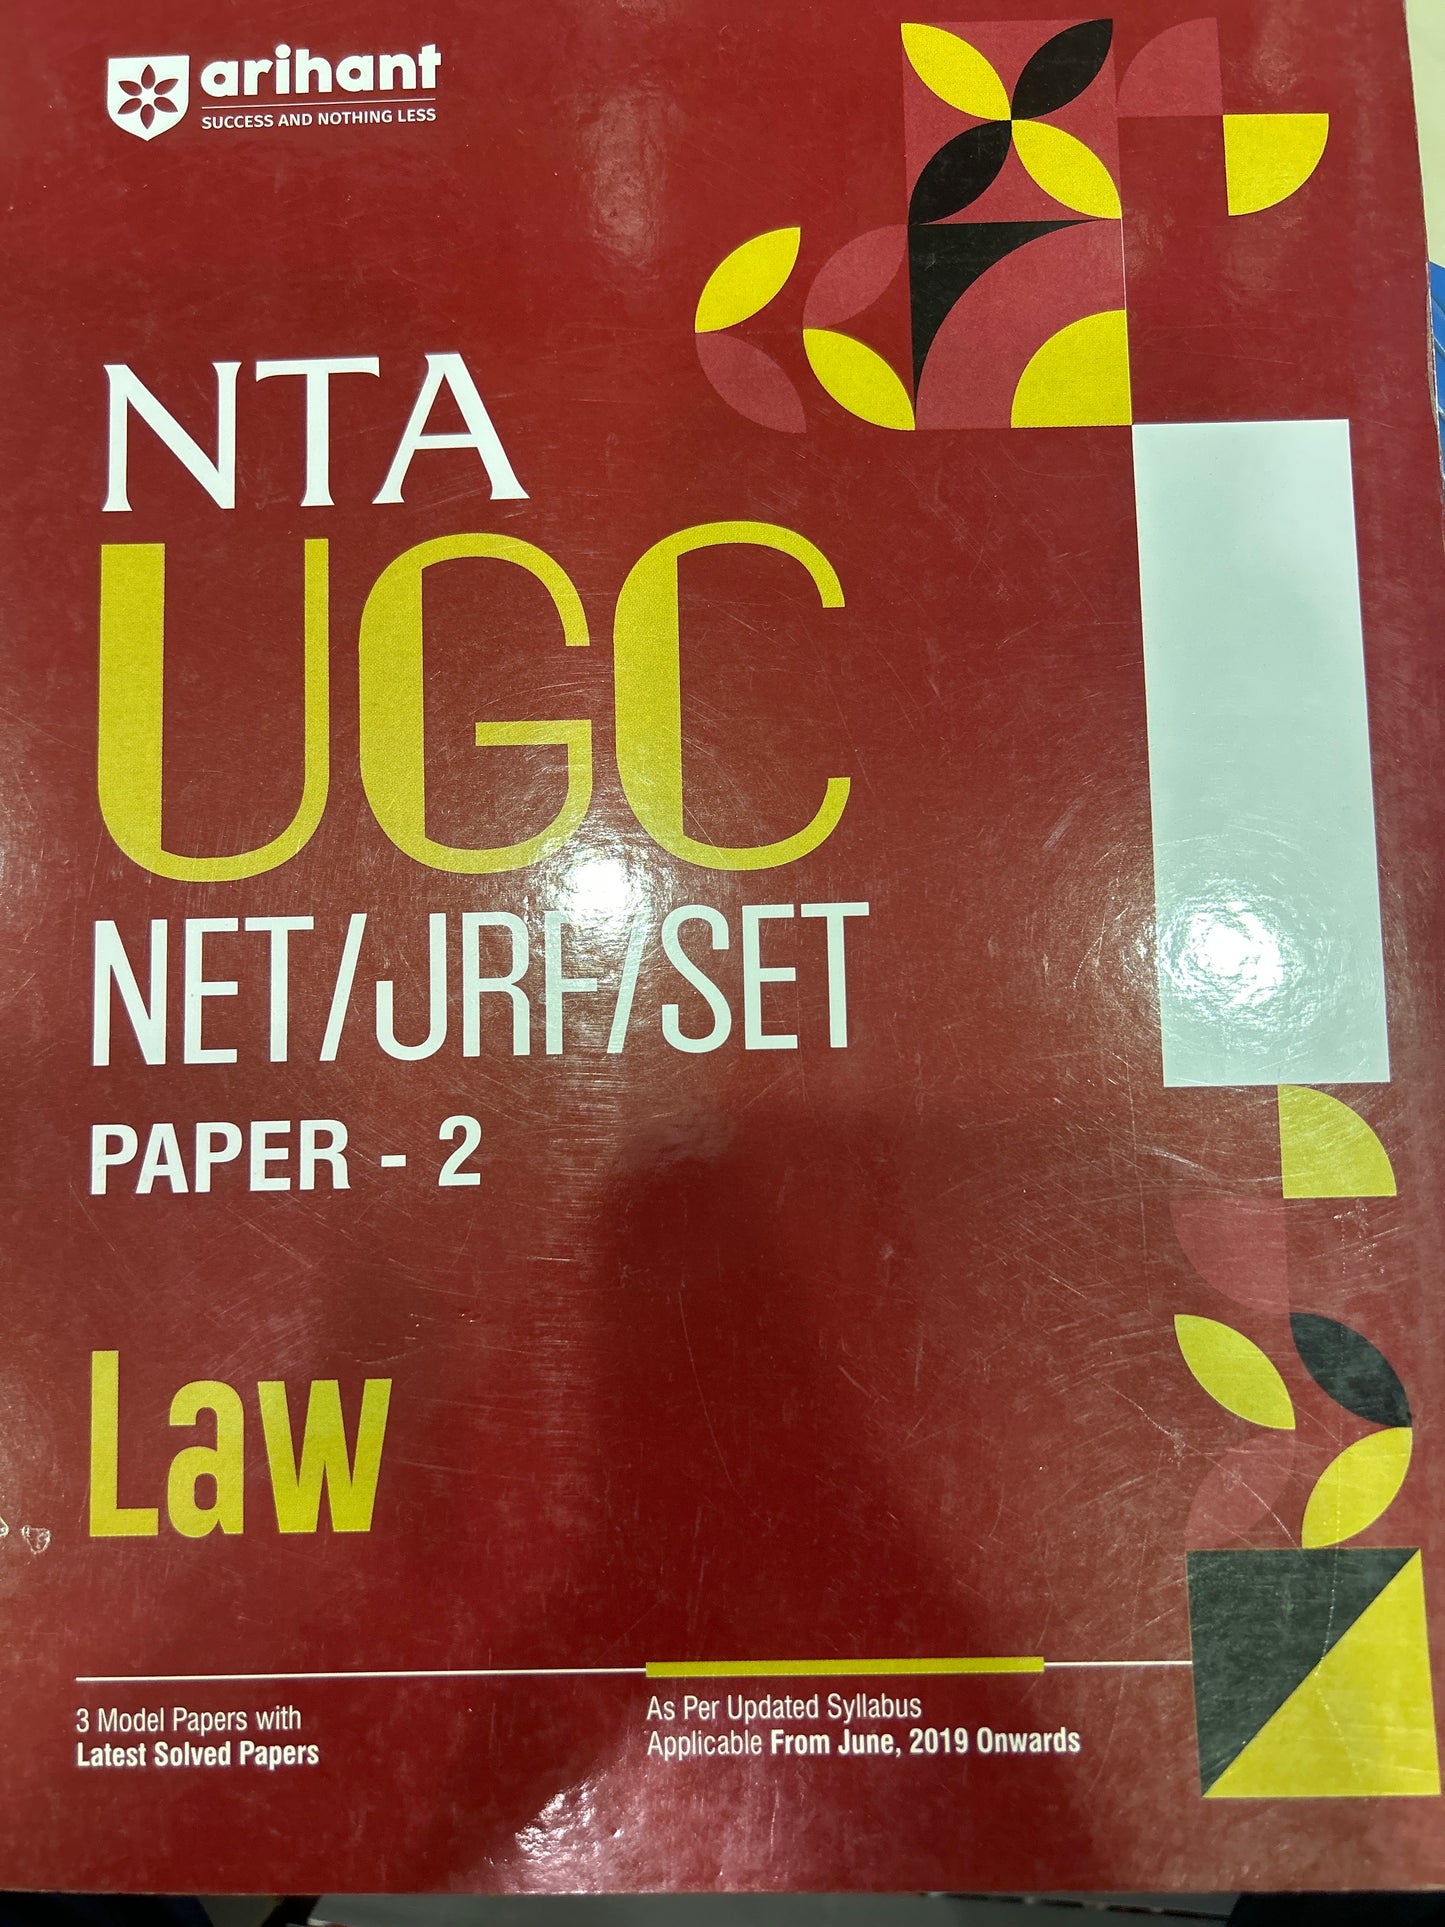 arihant
SUCCESS AND NOTHING LESS
NTA
UGC
NET/JRF/SET
PAPER - 2
Law
3 Model Papers with
Latest Solved Papers
As Per Updated Syllabus
Applicable From June, 2019 Onwards